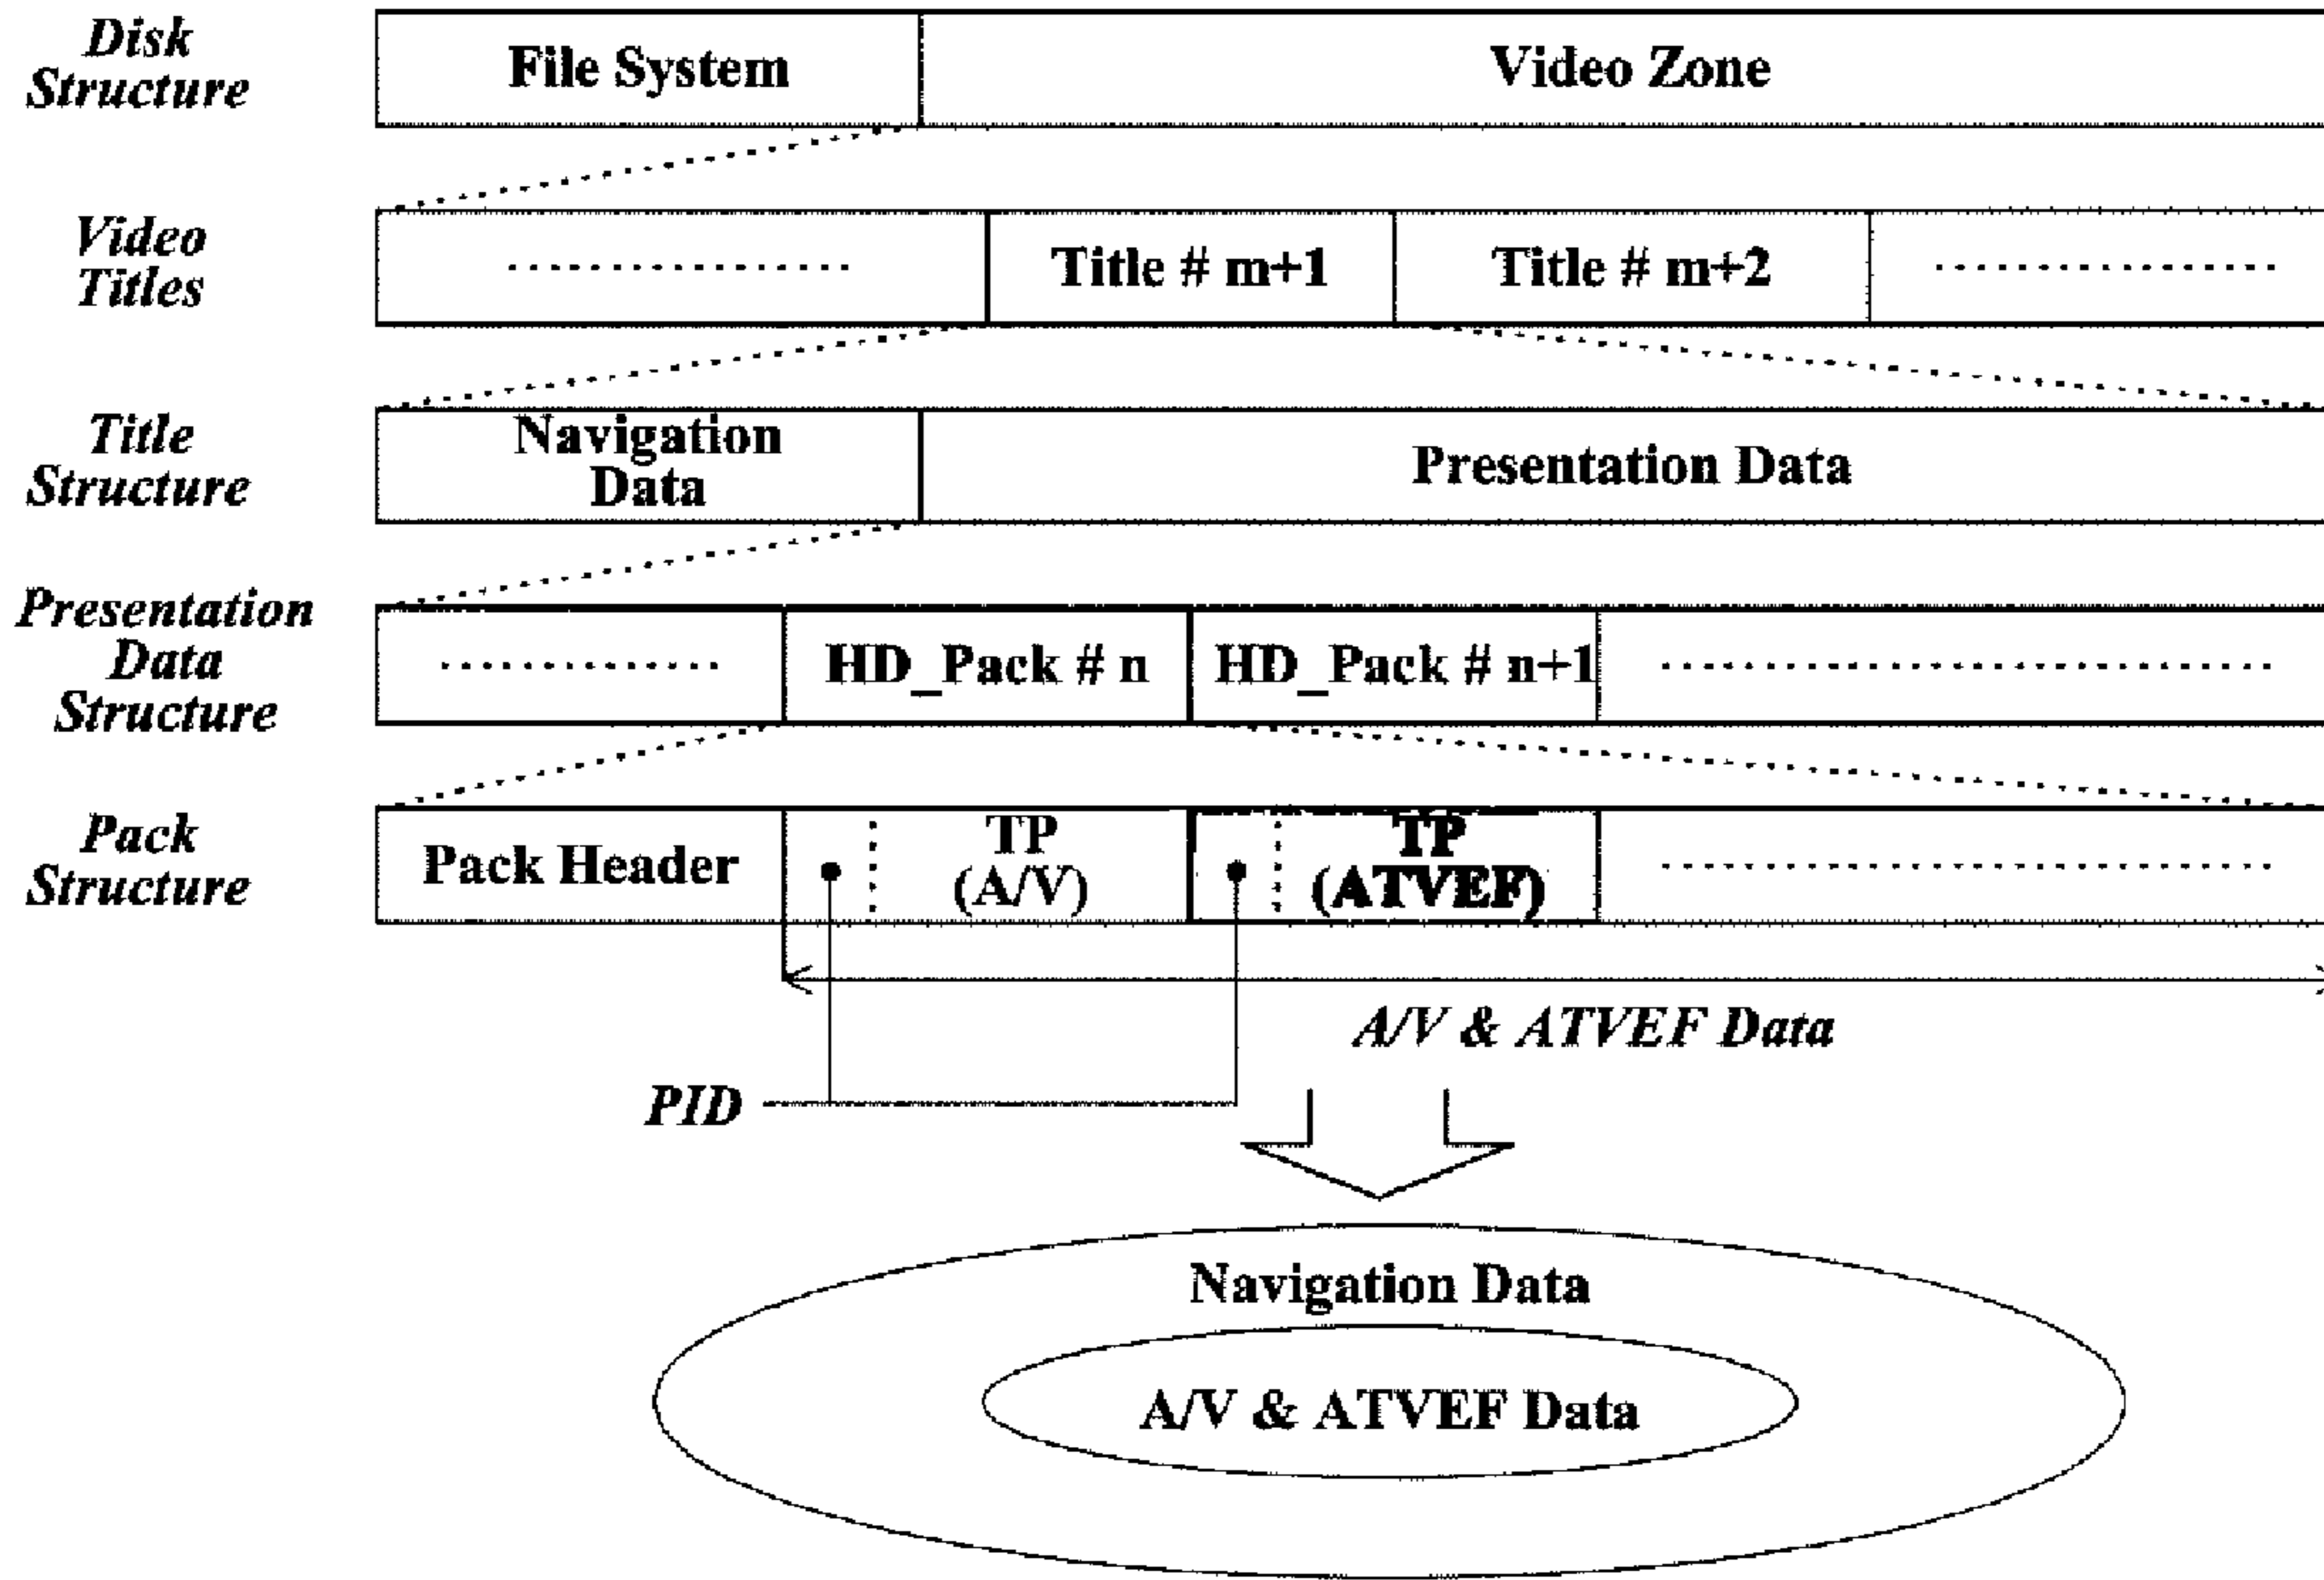 Disk
Structure
File System
Video Zone
Video
Titles
Title # m+1
Title # m+2
Title
Structure
Navigation
Data
Presentation Data
Presentation
Data
Structure
HD_Pack # n
HD_Pack # n+1
Pack
Structure
Pack Header
TP
(A/V)
TP
(ATVEF)
A/V & ATVEF Data
PID
Navigation Data
A/V & ATVEF Data